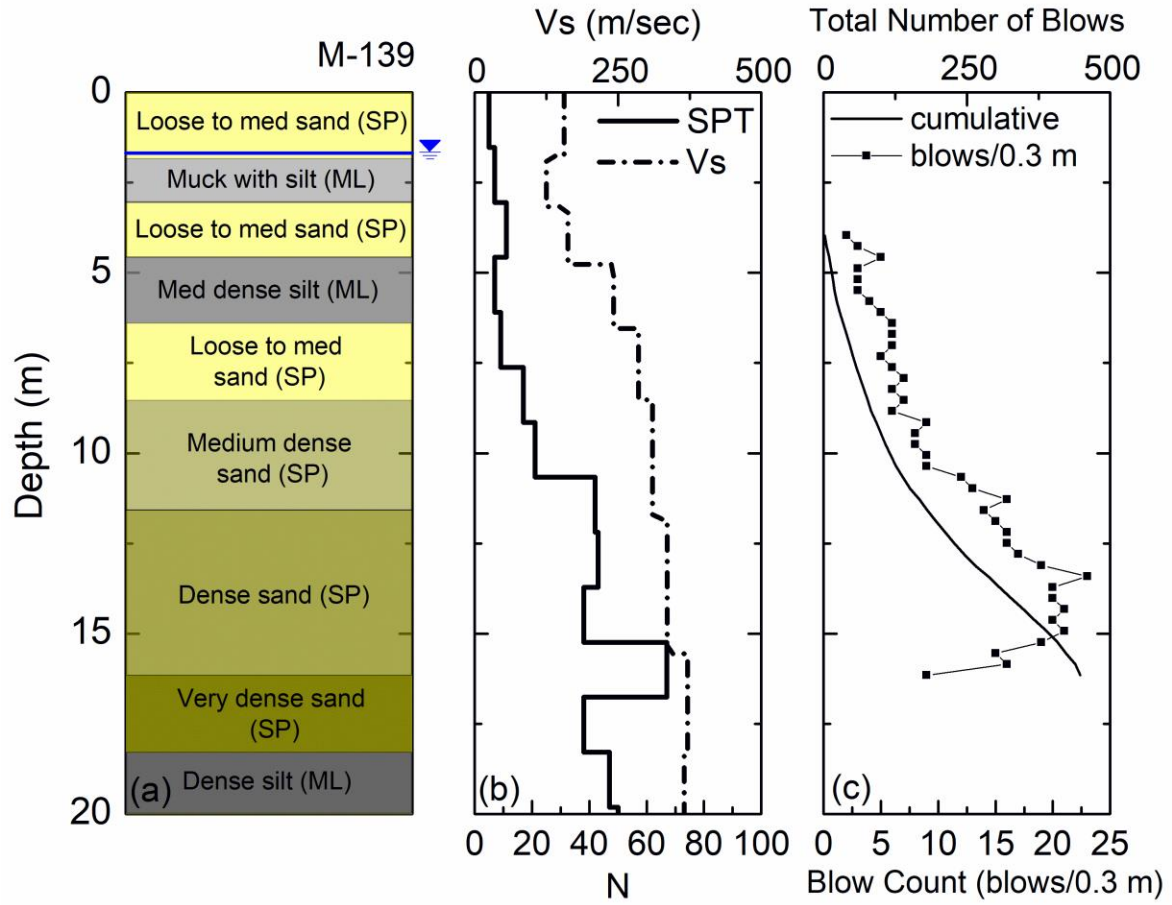 M-139
Vs (m/sec)
Total Number of Blows
0 250 500
0 250 500
Depth (m)
0
5
10
15
20
Loose to med sand (SP)
Muck with silt (ML)
Loose to med sand (SP)
Med dense silt (ML)
Loose to med
sand (SP)
Medium dense
sand (SP)
Dense sand (SP)
Very dense sand
(SP)
Dense silt (ML)
(a)
SPT
Vs
(b)
0 20 40 60 80 100
N
cumulative
blows/0.3 m
(c)
0 5 10 15 20 25
Blow Count (blows/0.3 m)